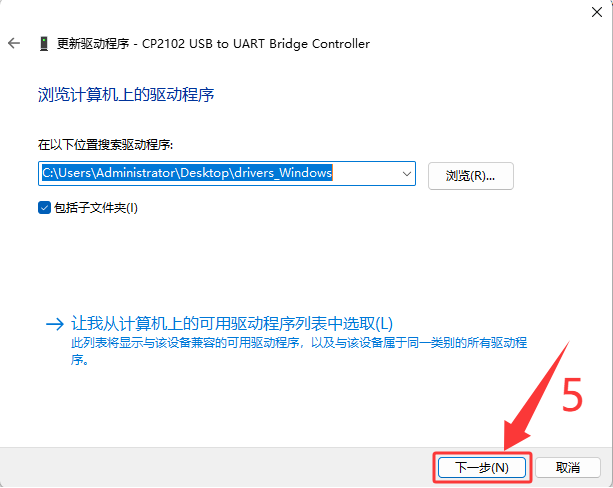 更新驱动程序 - CP2102 USB to UART Bridge Controller
浏览计算机上的驱动程序
在以下位置搜索驱动程序:
C:\Users\Administrator\Desktop\drivers_Windows
浏览(R)...
包括子文件夹(I)
让我从计算机上的可用驱动程序列表中选取(L)
此列表将显示与该设备兼容的可用驱动程序，以及与该设备属于同一类别的所有驱动程
序。
5
下一步(N)
取消